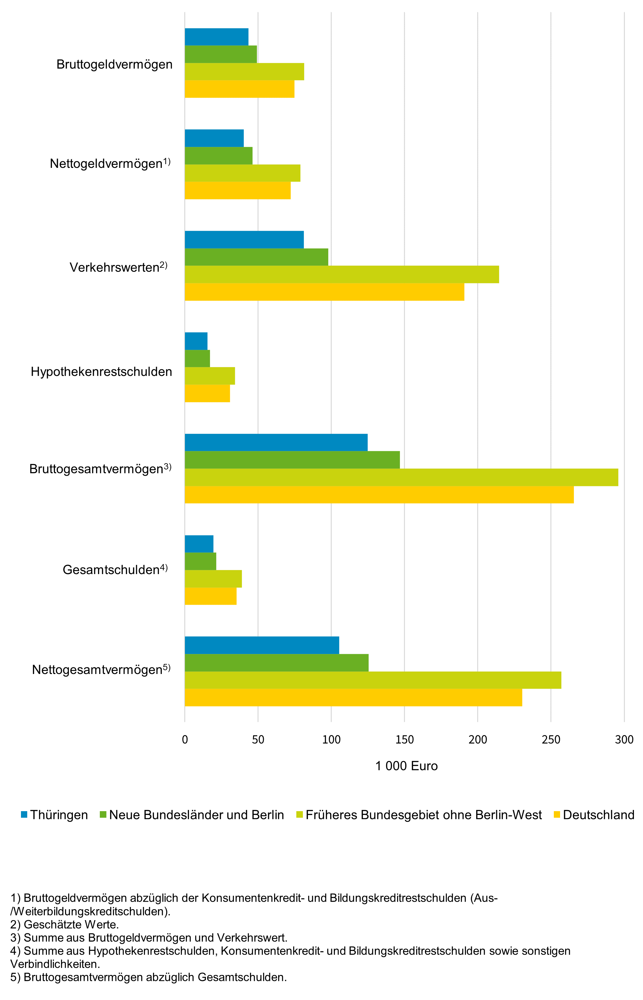 Bruttogeldvermögen
Nettogeldvermögen1)
Verkehrswerten2)
Hypothekenrestschulden
Bruttogesamtvermögen3)
Gesamtschulden4)
Nettogesamtvermögen5)
0 50 100 150 200 250 300
1 000 Euro
Thüringen Neue Bundesländer und Berlin Früheres Bundesgebiet ohne Berlin-West Deutschland
1) Bruttogeldvermögen abzüglich der Konsumentenkredit- und Bildungskreditrestschulden (Aus-
/Weiterbildungskreditschulden).
2) Geschätzte Werte.
3) Summe aus Bruttogeldvermögen und Verkehrswert.
4) Summe aus Hypothekenrestschulden, Konsumentenkredit- und Bildungskreditrestschulden sowie sonstigen
Verbindlichkeiten.
5) Bruttogesamtvermögen abzüglich Gesamtschulden.